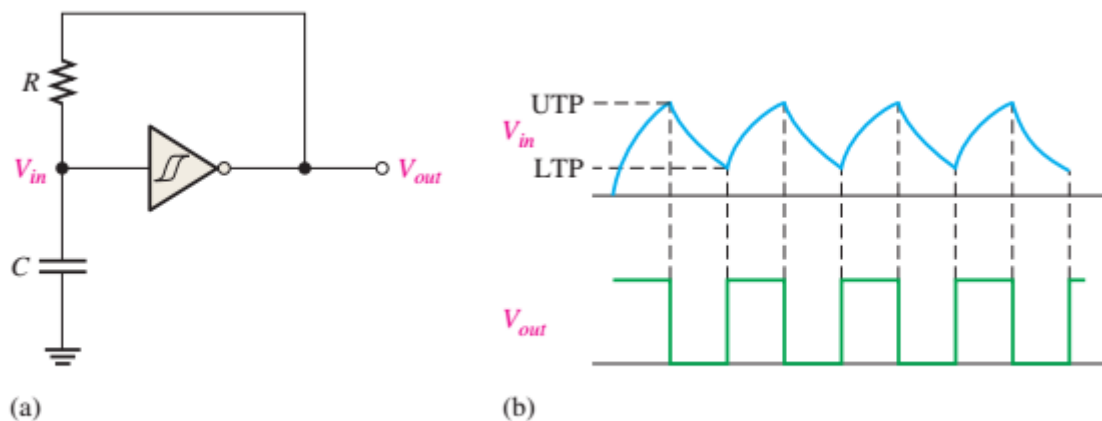 R
V_in
V_out
C
(a)
UTP
V_in
LTP
V_out
(b)